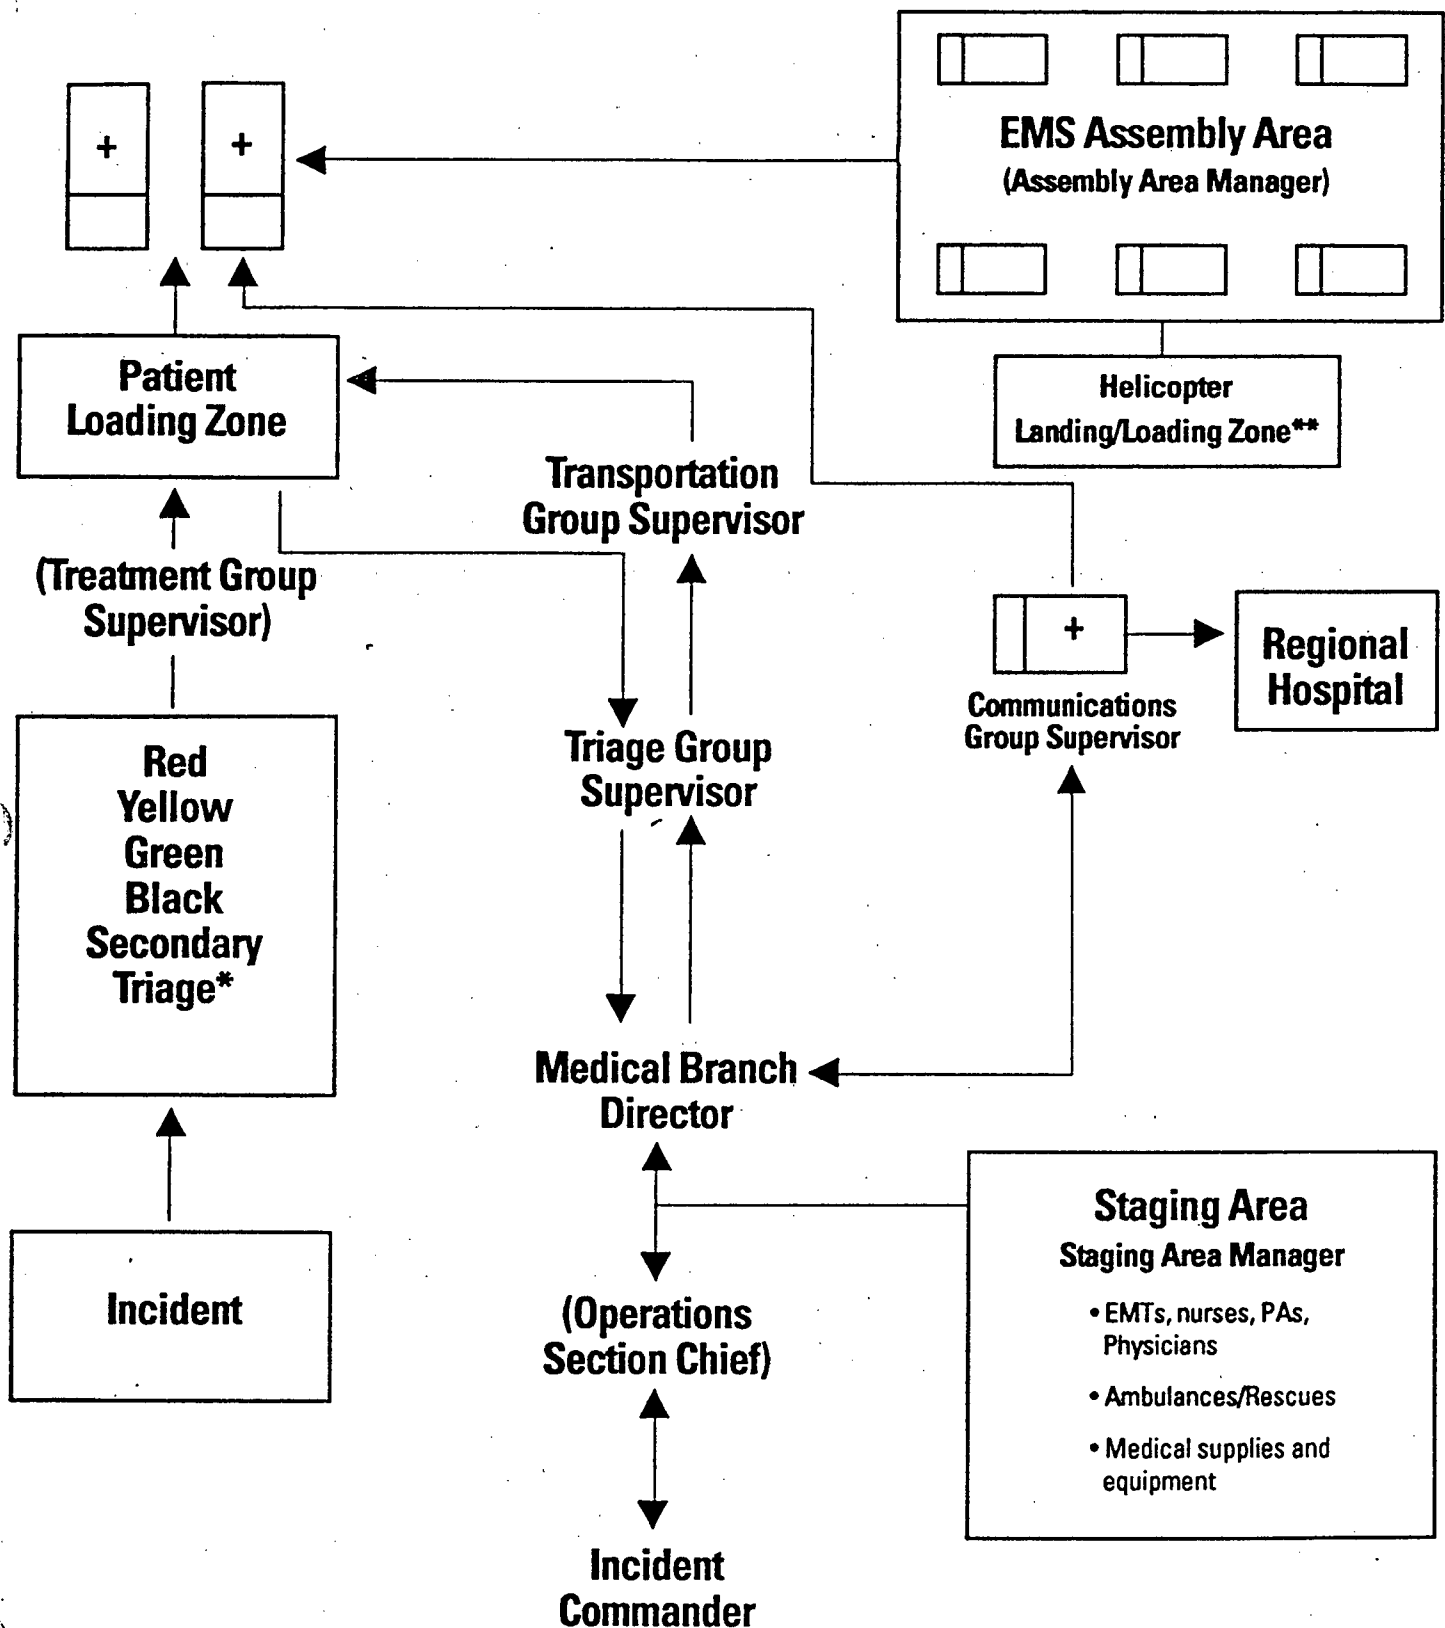 +
+
EMS Assembly Area
(Assembly Area Manager)
Patient
Loading Zone
Helicopter
Landing/Loading Zone**
Transportation
Group Supervisor
(Treatment Group
Supervisor)
+
Regional
Hospital
Communications
Group Supervisor
Triage Group
Supervisor
Red
Yellow
Green
Black
Secondary
Triage*
Medical Branch
Director
Incident
Staging Area
Staging Area Manager
• EMTs, nurses, PAs,
Physicians
• Ambulances/Rescues
• Medical supplies and
equipment
(Operations
Section Chief)
Incident
Commander